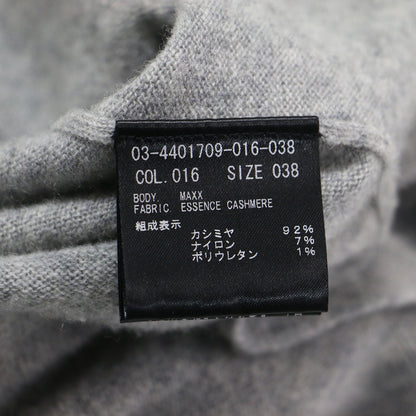 03-4401709-016-038
COL.016 SIZE 038
BODY. MAXX
FABRIC ESSENCE CASHMERE
組成表示
カシミヤ 92%
ナイロン 7%
ポリウレタン 1%